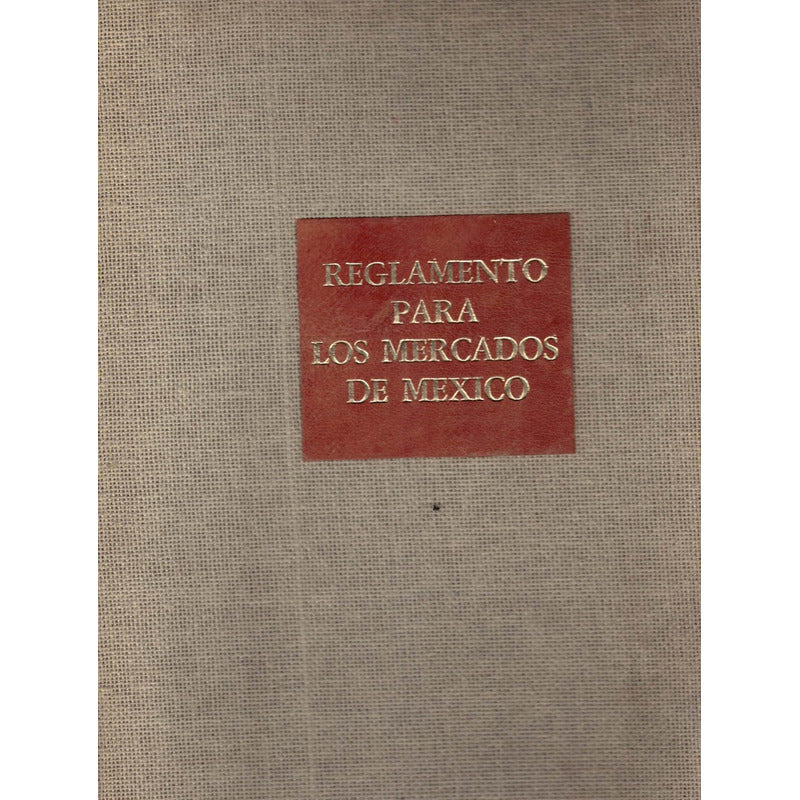 REGLAMENTO
PARA
LOS MERCADOS
DE MEXICO